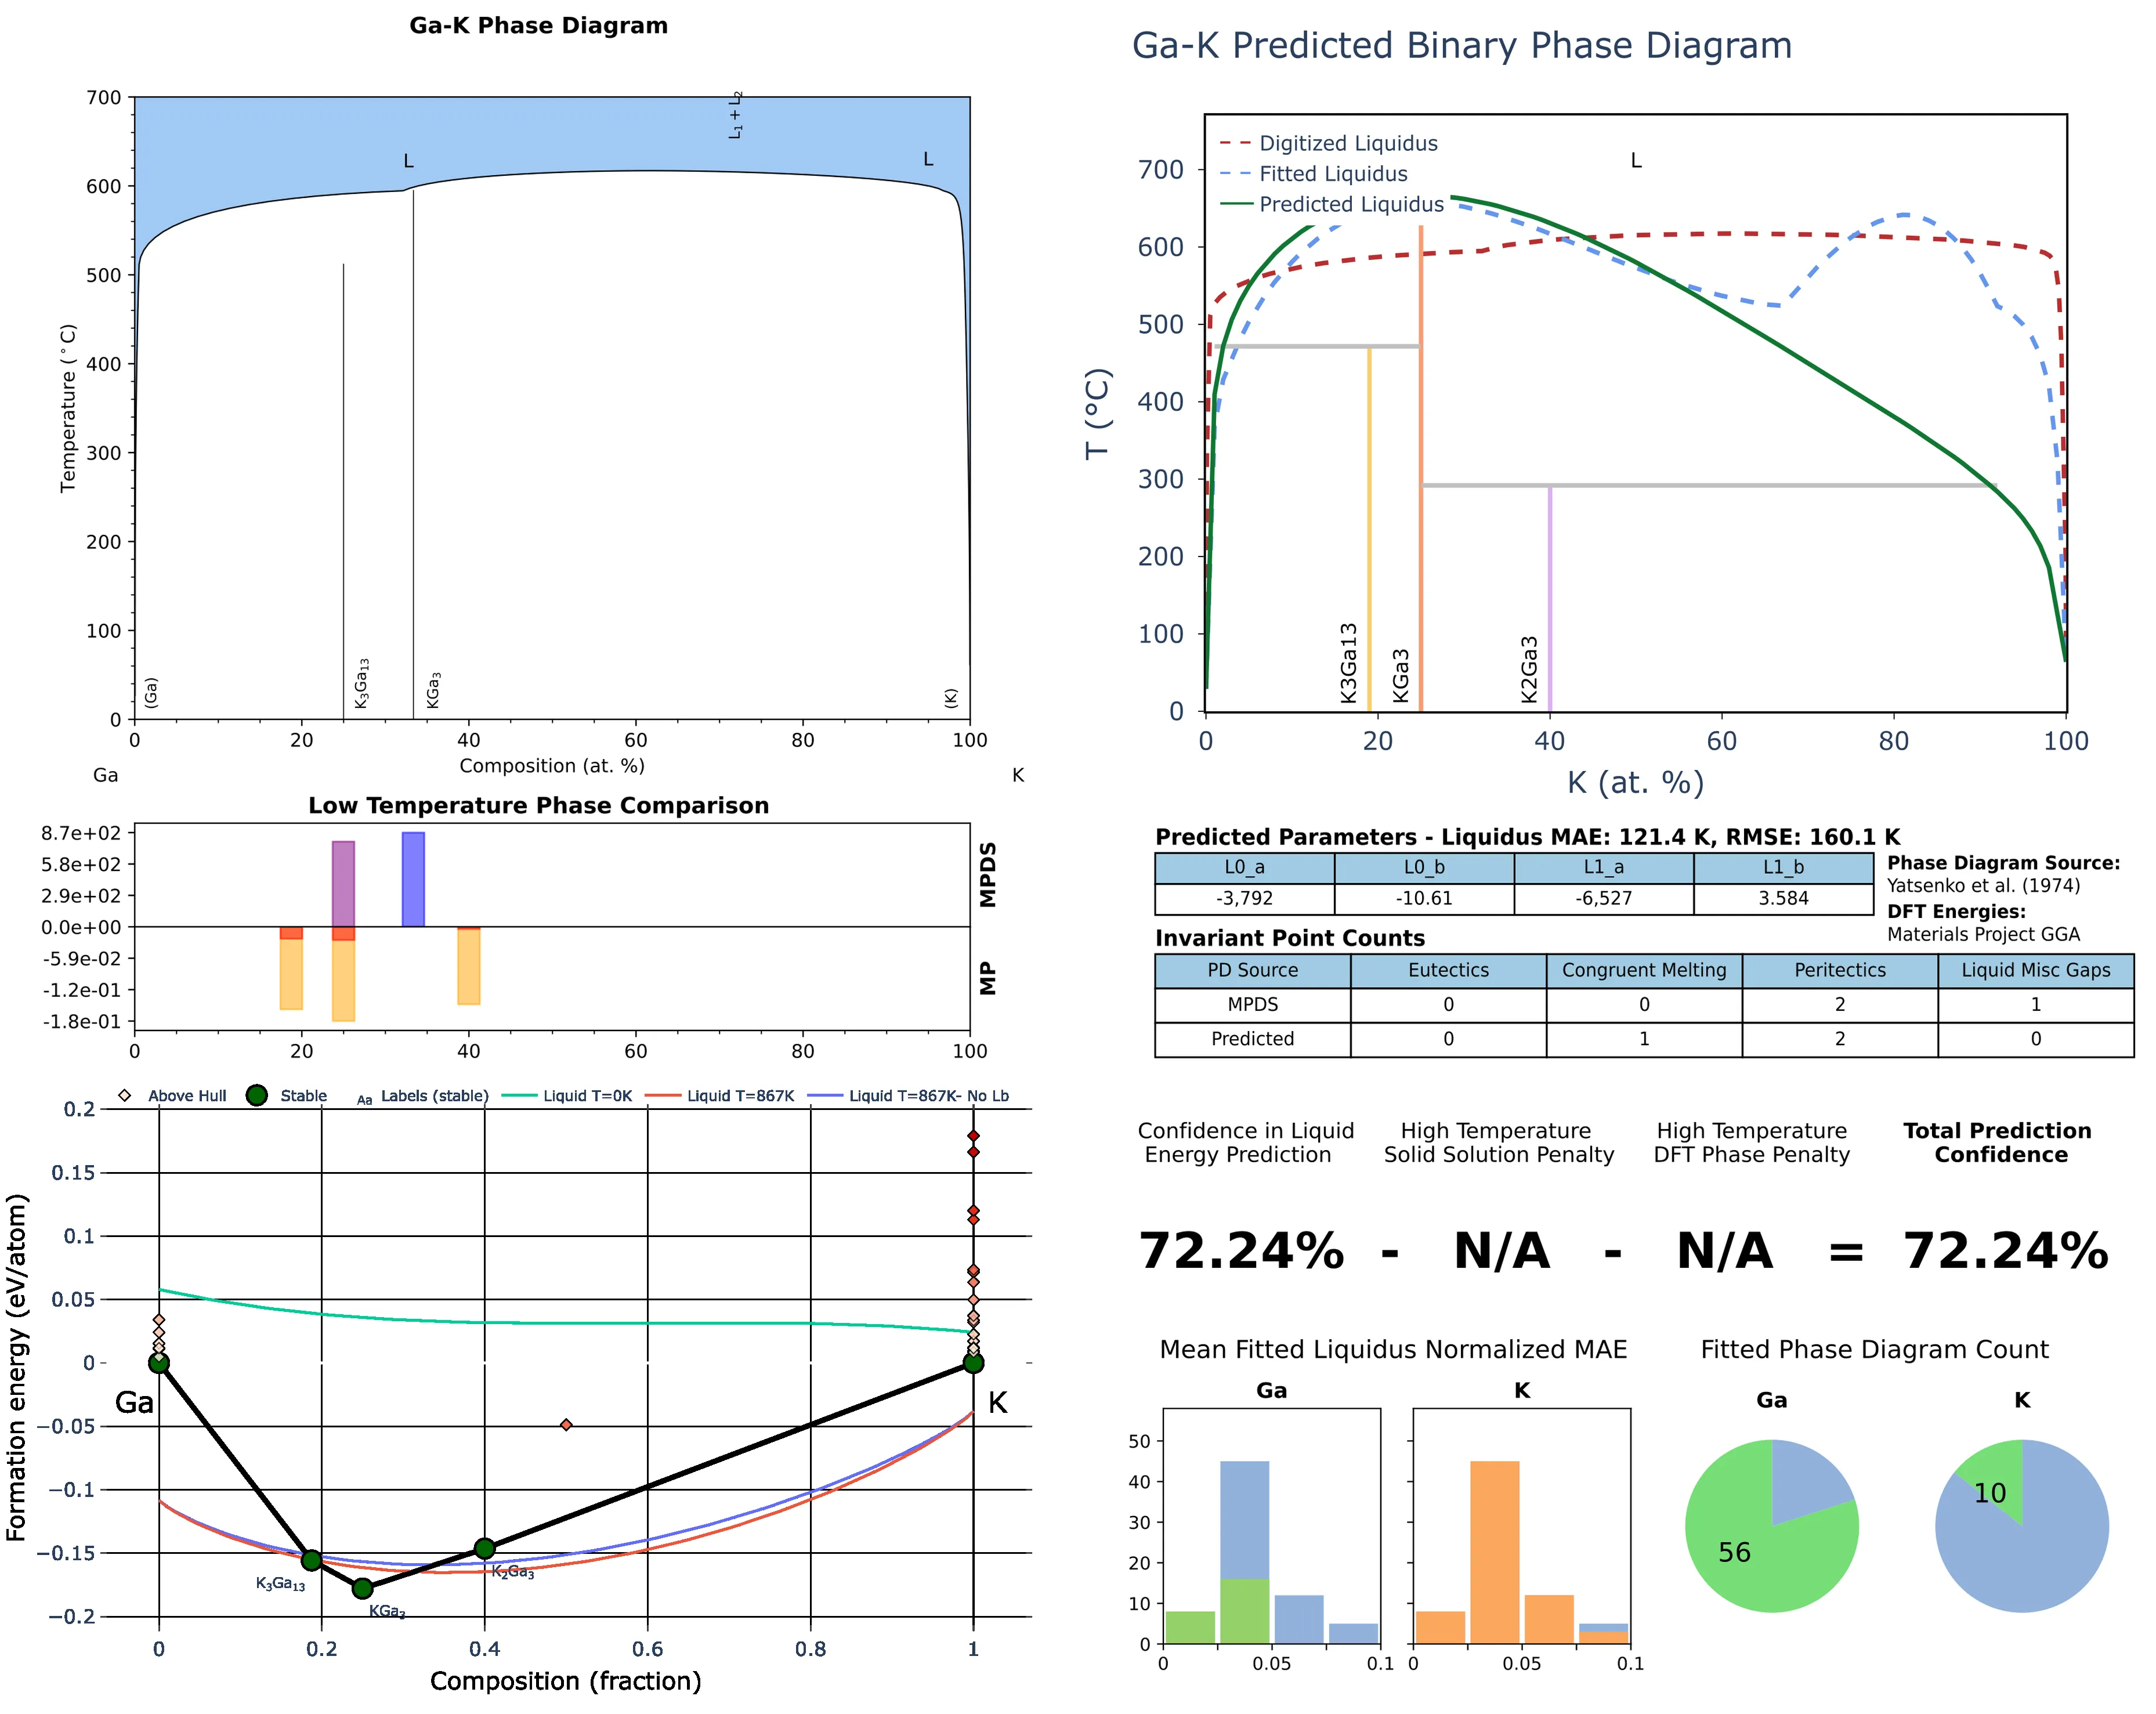 Ga-K Phase Diagram
700
600
500
400
300
200
100
0
Temperature (°C)
L₁ + L₂
L
L
(Ga)
K₃Ga₁₃
KGa₃
(K)
0 20 40 60 80 100
Composition (at. %)
Ga
K
Low Temperature Phase Comparison
8.7e+02
5.8e+02
2.9e+02
0.0e+00
-5.9e-02
-1.2e-01
-1.8e-01
MPDS
MP
0 20 40 60 80 100
Above Hull Stable Aa Labels (stable) Liquid T=0K Liquid T=867K Liquid T=867K- No Lb
0.2
0.15
0.1
0.05
0
−0.05
−0.1
−0.15
−0.2
Formation energy (eV/atom)
Ga
K
K₃Ga₁₃
KGa₃
K₂Ga₃
0 0.2 0.4 0.6 0.8 1
Composition (fraction)
Ga-K Predicted Binary Phase Diagram
Digitized Liquidus
Fitted Liquidus
Predicted Liquidus
L
700
600
500
400
300
200
100
0
T (°C)
K3Ga13
KGa3
K2Ga3
0 20 40 60 80 100
K (at. %)
Predicted Parameters - Liquidus MAE: 121.4 K, RMSE: 160.1 K
L0_a L0_b L1_a L1_b
-3,792 -10.61 -6,527 3.584
Phase Diagram Source:
Yatsenko et al. (1974)
DFT Energies:
Materials Project GGA
Invariant Point Counts
PD Source Eutectics Congruent Melting Peritectics Liquid Misc Gaps
MPDS 0 0 2 1
Predicted 0 1 2 0
Confidence in Liquid
Energy Prediction
High Temperature
Solid Solution Penalty
High Temperature
DFT Phase Penalty
Total Prediction
Confidence
72.24% - N/A - N/A = 72.24%
Mean Fitted Liquidus Normalized MAE
Ga
K
50
40
30
20
10
0
0 0.05 0.1
0 0.05 0.1
Fitted Phase Diagram Count
Ga
K
56
10